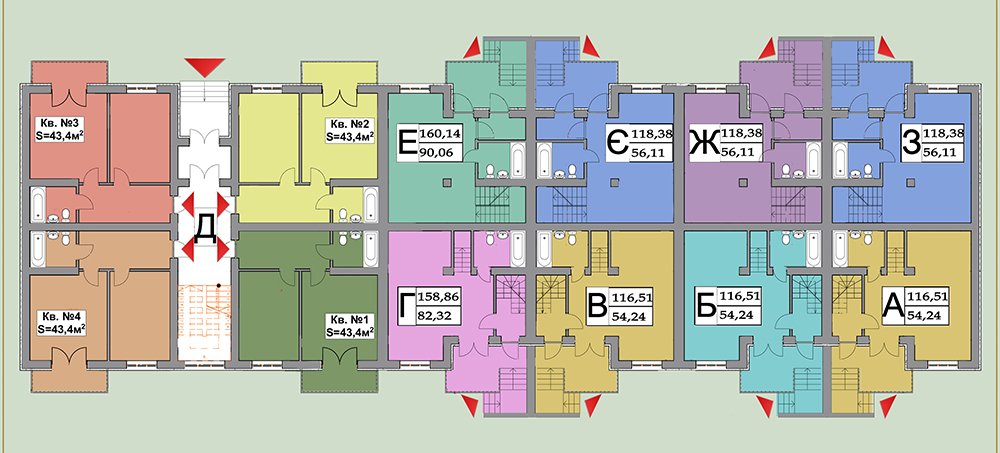 Кв. №3
S=43,4м²
Кв. №2
S=43,4м²
Е 160,14
90,06
Є 118,38
56,11
Ж 118,38
56,11
З 118,38
56,11
Д
Кв. №4
S=43,4м²
Кв. №1
S=43,4м²
Г 158,86
82,32
В 116,51
54,24
Б 116,51
54,24
А 116,51
54,24